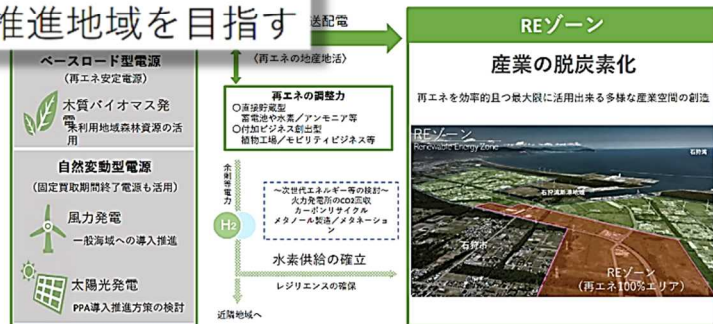 推進地域を目指す
ベースロード型電源
(再エネ安定電源)
木質バイオマス発
電
未利用地域森林資源の活
用
自然変動型電源
(固定買取期間終了電源も活用)
風力発電
一般海域への導入推進
太陽光発電
PPA導入推進方策の検討
送配電
〈再エネの地産地活〉
再エネの調整力
○直接貯蔵型
蓄電池や水素/アンモニア等
○付加ビジネス創出型
植物工場/モビリティビジネス等
余剰等電力
H2
~次世代エネルギー等の検討~
火力発電所のCO2回収
カーボンリサイクル
メタノール製造/メタネーショ
ン
水素供給の確立
レジリエンスの確保
近隣地域へ
REゾーン
産業の脱炭素化
再エネを効率的且つ最大限に活用出来る多様な産業空間の創造
REゾーン
Renewable Energy Zone
石狩湾
石狩湾新港地域
石狩市
REゾーン
(再エネ100%エリア)